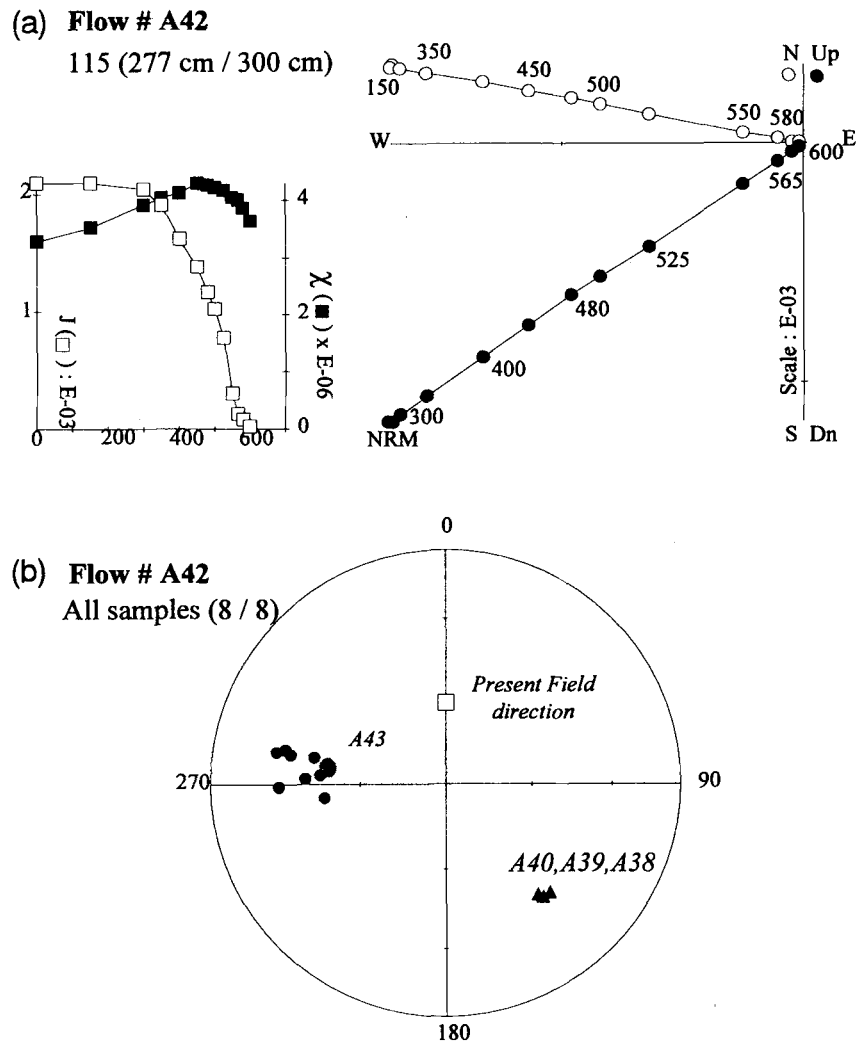 (a) Flow # A42
115 (277 cm / 300 cm)
N Up
350
450
500
150
550
580
W
E
600
565
525
480
400
300
NRM
Scale : E-03
S Dn
2
1
J (□) : E-03
4
2
0
χ (■) x E-06
0 200 400 600
(b) Flow # A42
All samples (8 / 8)
0
Present Field
direction
A43
270
90
A40,A39,A38
180